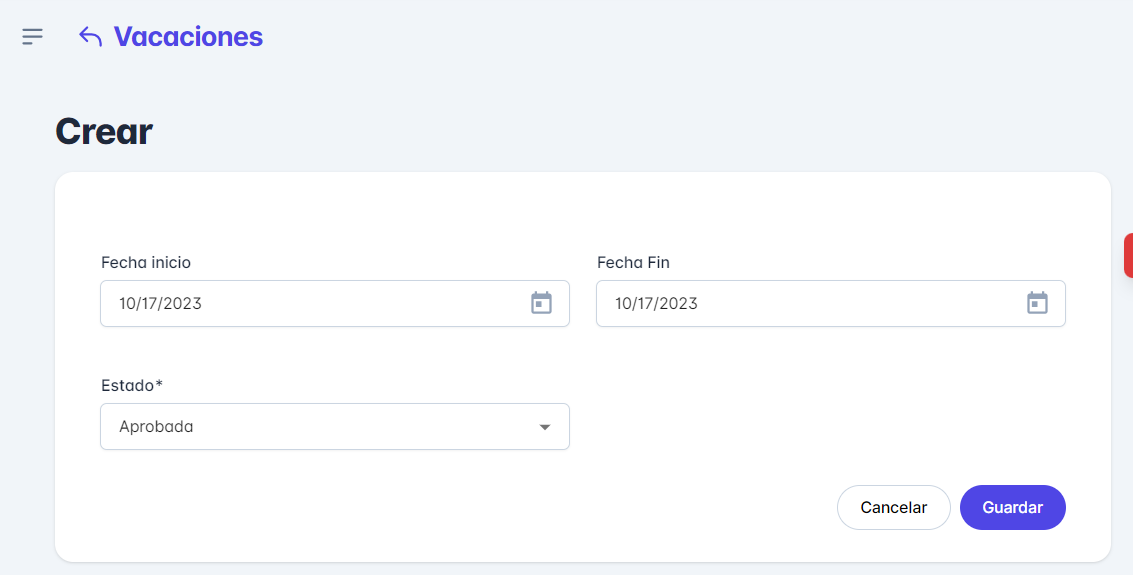 Vacaciones
Crear
Fecha inicio
Fecha Fin
10/17/2023
10/17/2023
Estado*
Aprobada
Cancelar
Guardar